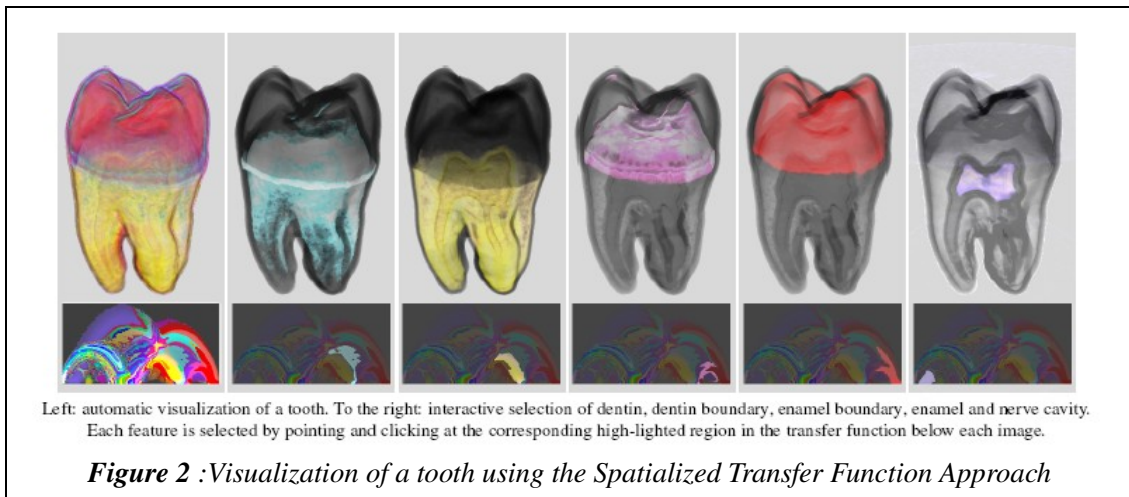 Left: automatic visualization of a tooth. To the right: interactive selection of dentin, dentin boundary, enamel boundary, enamel and nerve cavity.
Each feature is selected by pointing and clicking at the corresponding high-lighted region in the transfer function below each image.
Figure 2 :Visualization of a tooth using the Spatialized Transfer Function Approach